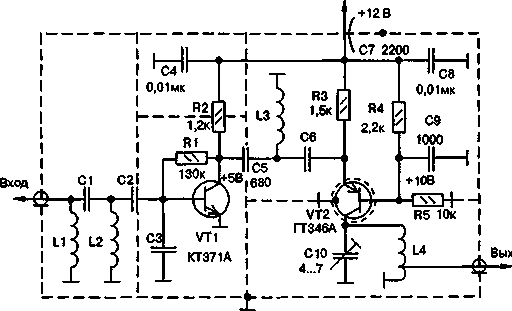 +12 В
C4
0,01мк
C7 2200
C8
0,01мк
R2
1,2к
L3
R3
1,5к
R4
2,2к
C9
1000
R1
130к
+5В
C5
680
C6
+10В
Вход
C1
C2
L1
L2
C3
VT1
КТ371А
VT2
ГТ346А
R5 10к
C10
4...7
L4
Вых